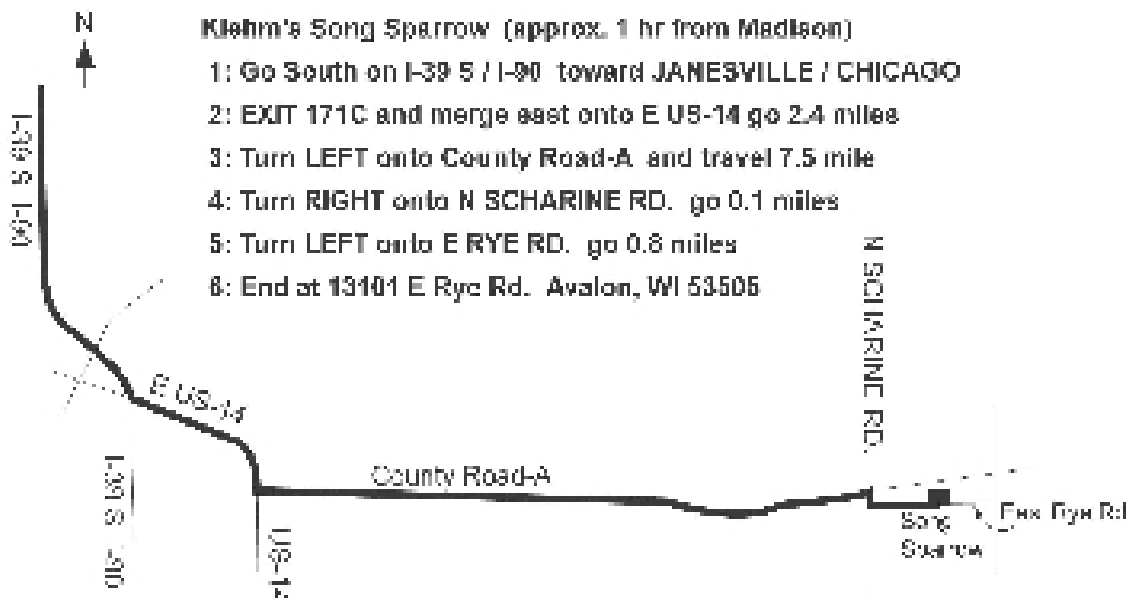 N
Klehm's Song Sparrow (approx. 1 hr from Madison)
1: Go South on I-39 S / I-90 toward JANESVILLE / CHICAGO
2: EXIT 171C and merge east onto E US-14 go 2.4 miles
3: Turn LEFT onto County Road-A and travel 7.5 mile
4: Turn RIGHT onto N SCHARINE RD. go 0.1 miles
5: Turn LEFT onto E RYE RD. go 0.8 miles
6: End at 13101 E Rye Rd. Avalon, WI 53505
I-39 S I-90
N SCHARINE RD.
E US-14
I-39 S I-90
US-14
County Road-A
Song
Sparrow
East Rye Rd